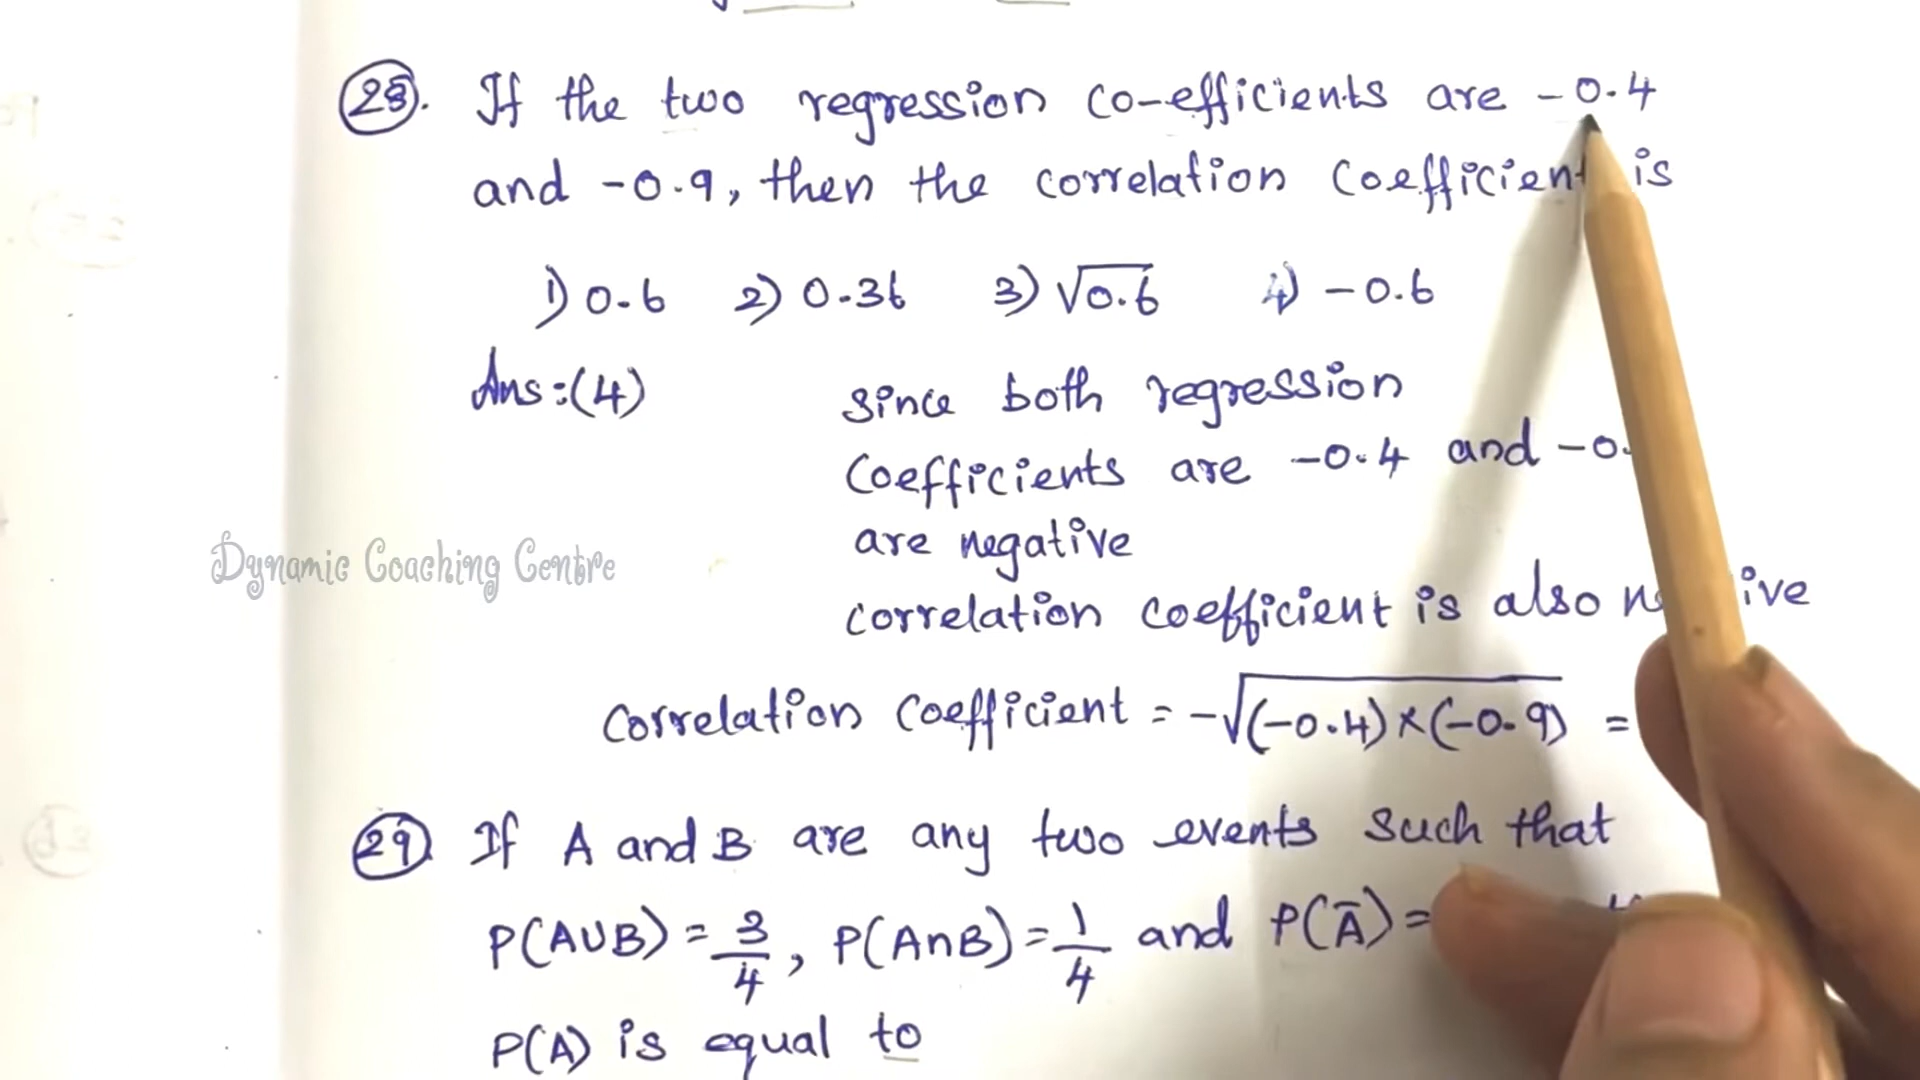 28. If the two regression co-efficients are -0.4
and -0.9, then the correlation coefficient is
1) 0.6 2) 0.36 3) √0.6 4) -0.6
Ans:(4)
since both regression
coefficients are -0.4 and -0.
are negative
Dynamic Coaching Centre
correlation coefficient is also
correlation coefficient = -√(-0.4)×(-0.9) =
29 If A and B are any two events such that
P(A∪B) = 3/4, P(A∩B) = 1/4 and P(Ā) =
P(A) is equal to